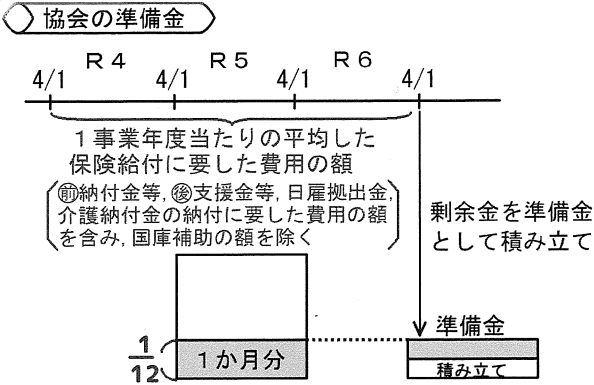 協会の準備金
R4 R5 R6
4/1 4/1 4/1 4/1
1事業年度当たりの平均した
保険給付に要した費用の額
(㊤納付金等,㊤支援金等,日雇拠出金,
介護納付金の納付に要した費用の額
を含み,国庫補助の額を除く)
剰余金を準備金
として積み立て
準備金
1/12
1か月分
積み立て